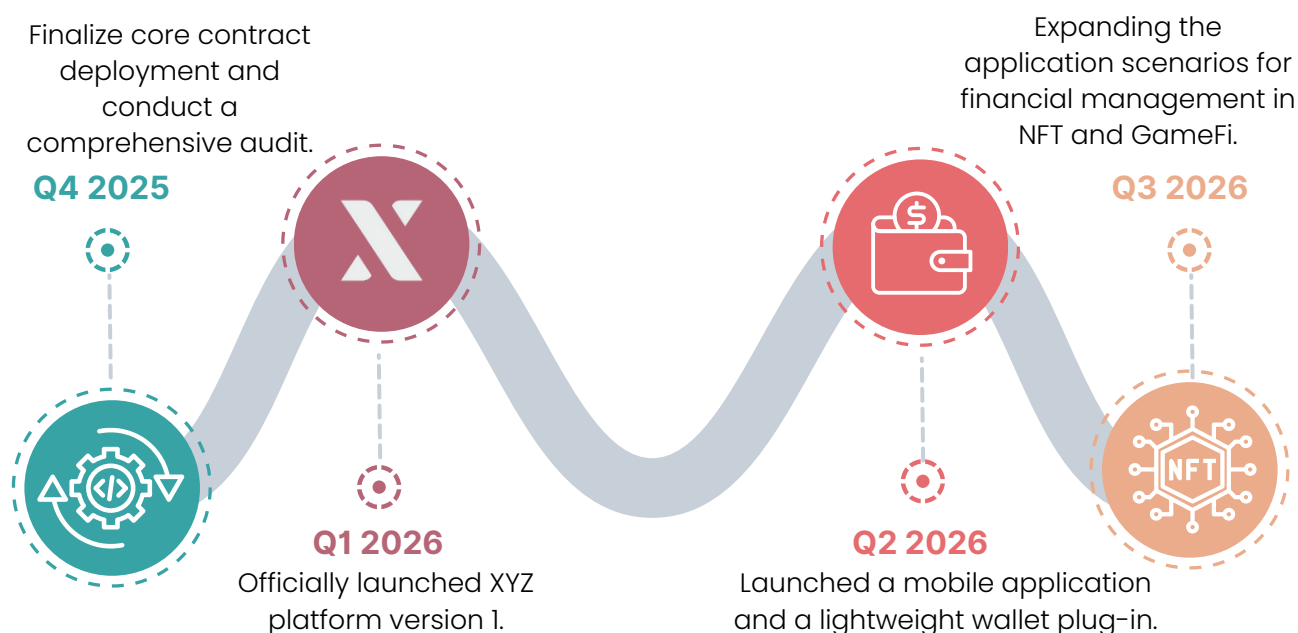 Finalize core contract
deployment and
conduct a
comprehensive audit.
Q4 2025
</>
X
Q1 2026
Officially launched XYZ
platform version 1.
$
Q2 2026
Launched a mobile application
and a lightweight wallet plug-in.
Expanding the
application scenarios for
financial management in
NFT and GameFi.
Q3 2026
NFT